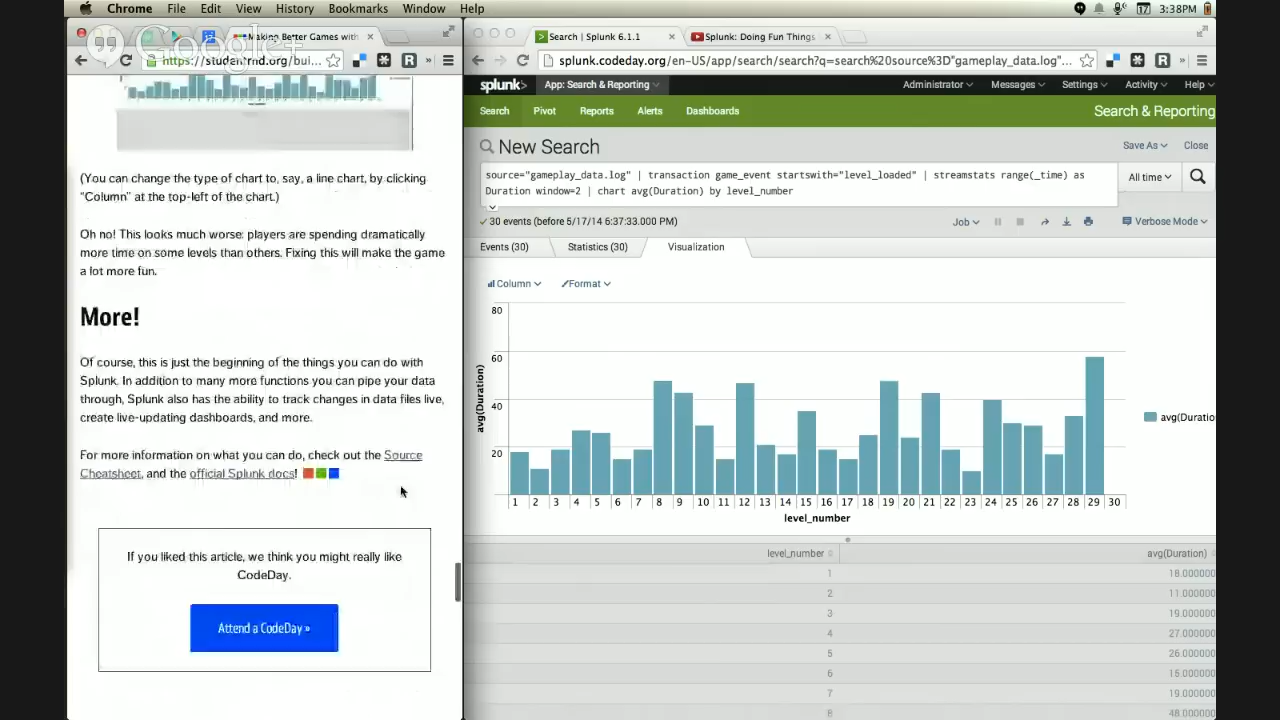 Chrome File Edit View History Bookmarks Window Help
17 3:38PM
Google+
Making Better Games with
https://studentrnd.org/bui...
(You can change the type of chart to, say, a line chart, by clicking
"Column" at the top-left of the chart.)
Oh no! This looks much worse: players are spending dramatically
more time on some levels than others. Fixing this will make the game
a lot more fun.
More!
Of course, this is just the beginning of the things you can do with
Splunk. In addition to many more functions you can pipe your data
through, Splunk also has the ability to track changes in data files live,
create live-updating dashboards, and more.
For more information on what you can do, check out the Source
Cheatsheet, and the official Splunk docs!
If you liked this article, we think you might really like
CodeDay.
Attend a CodeDay »
Search | Splunk 6.1.1
Splunk: Doing Fun Things
splunk.codeday.org/en-US/app/search/search?q=search%20source%3D"gameplay_data.log"...
splunk> App: Search & Reporting
Administrator Messages Settings Activity Help
Search Pivot Reports Alerts Dashboards
Search & Reporting
New Search
Save As Close
source="gameplay_data.log" | transaction game_event startswith="level_loaded" | streamstats range(_time) as
Duration window=2 | chart avg(Duration) by level_number
All time
✓ 30 events (before 5/17/14 6:37:33.000 PM)
Job
Verbose Mode
Events (30) Statistics (30) Visualization
Column Format
80
60
40
20
avg(Duration)
1 2 3 4 5 6 7 8 9 10 11 12 13 14 15 16 17 18 19 20 21 22 23 24 25 26 27 28 29 30
level_number
avg(Duratio
level_number avg(Duration)
1 18.000000
2 11.000000
3 19.000000
4 27.000000
5 26.000000
6 15.000000
7 19.000000
8 48.000000